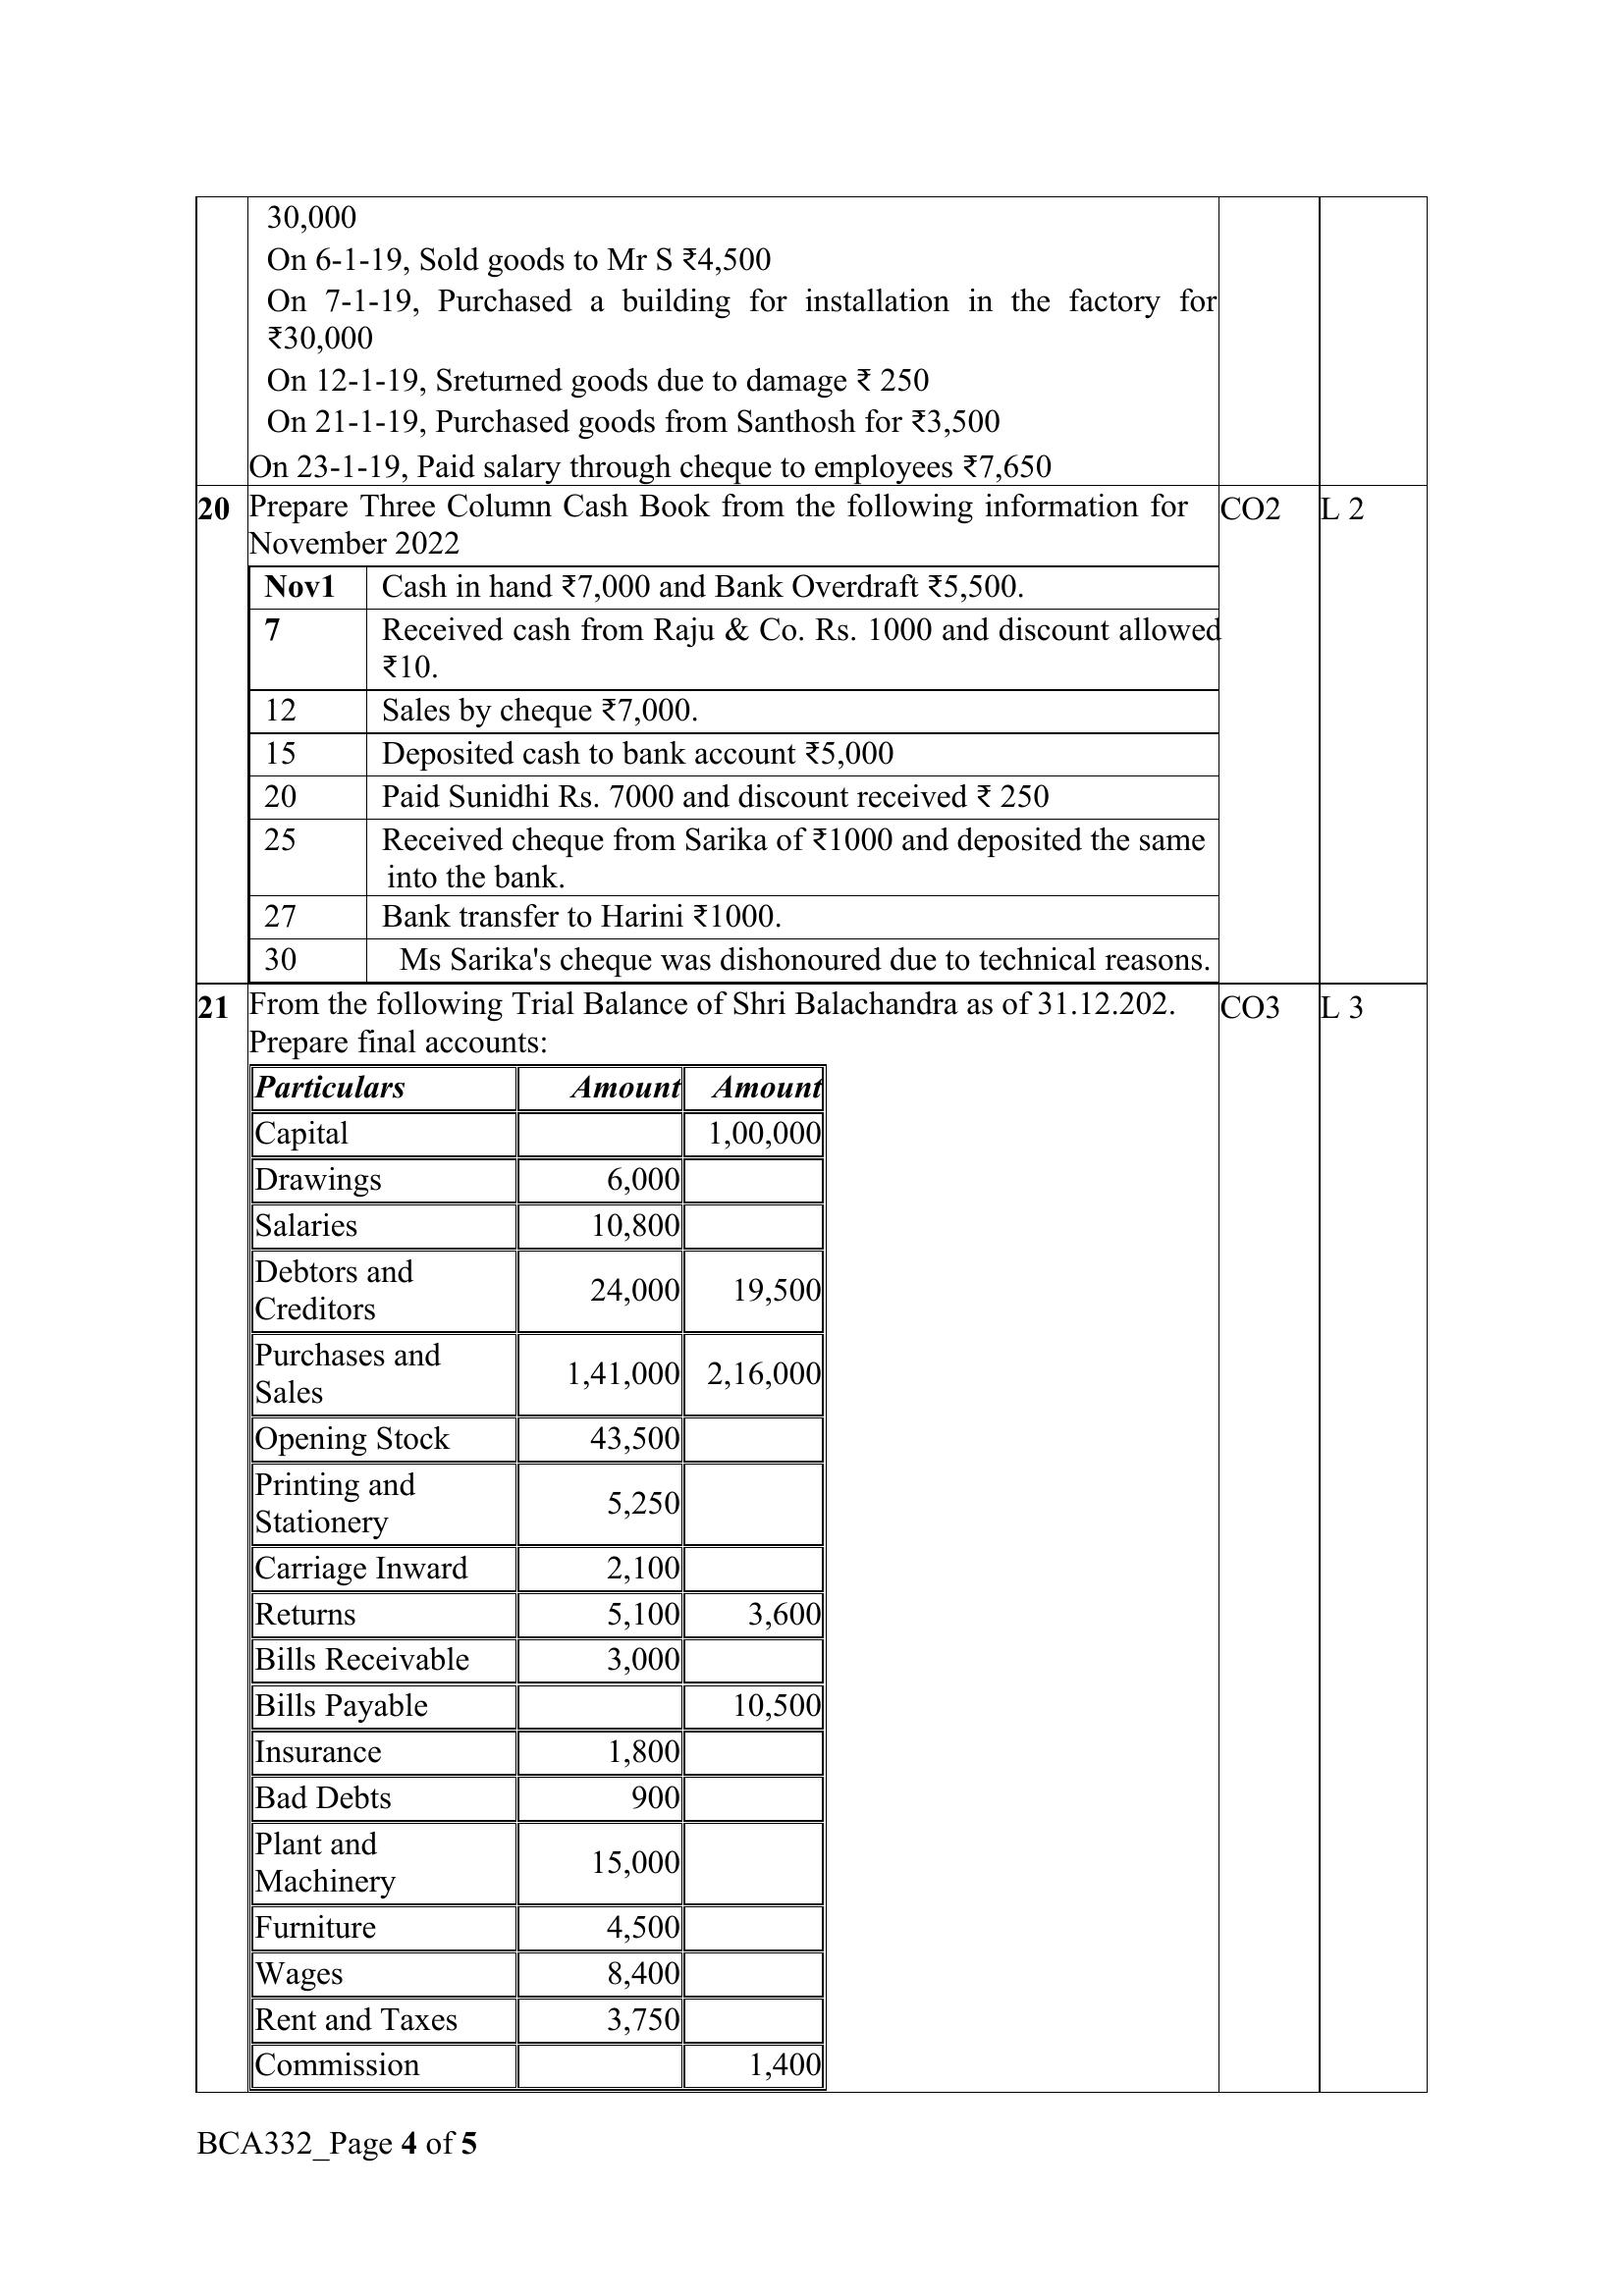 30,000
On 6-1-19, Sold goods to Mr S ₹4,500
On 7-1-19, Purchased a building for installation in the factory for
₹30,000
On 12-1-19, Sreturned goods due to damage ₹ 250
On 21-1-19, Purchased goods from Santhosh for ₹3,500
On 23-1-19, Paid salary through cheque to employees ₹7,650
20 Prepare Three Column Cash Book from the following information for CO2 L 2
November 2022
Nov1 Cash in hand ₹7,000 and Bank Overdraft ₹5,500.
7 Received cash from Raju & Co. Rs. 1000 and discount allowed
₹10.
12 Sales by cheque ₹7,000.
15 Deposited cash to bank account ₹5,000
20 Paid Sunidhi Rs. 7000 and discount received ₹ 250
25 Received cheque from Sarika of ₹1000 and deposited the same
into the bank.
27 Bank transfer to Harini ₹1000.
30 Ms Sarika's cheque was dishonoured due to technical reasons.
21 From the following Trial Balance of Shri Balachandra as of 31.12.202. CO3 L 3
Prepare final accounts:
Particulars Amount Amount
Capital 1,00,000
Drawings 6,000
Salaries 10,800
Debtors and
Creditors 24,000 19,500
Purchases and
Sales 1,41,000 2,16,000
Opening Stock 43,500
Printing and
Stationery 5,250
Carriage Inward 2,100
Returns 5,100 3,600
Bills Receivable 3,000
Bills Payable 10,500
Insurance 1,800
Bad Debts 900
Plant and
Machinery 15,000
Furniture 4,500
Wages 8,400
Rent and Taxes 3,750
Commission 1,400
BCA332_Page 4 of 5